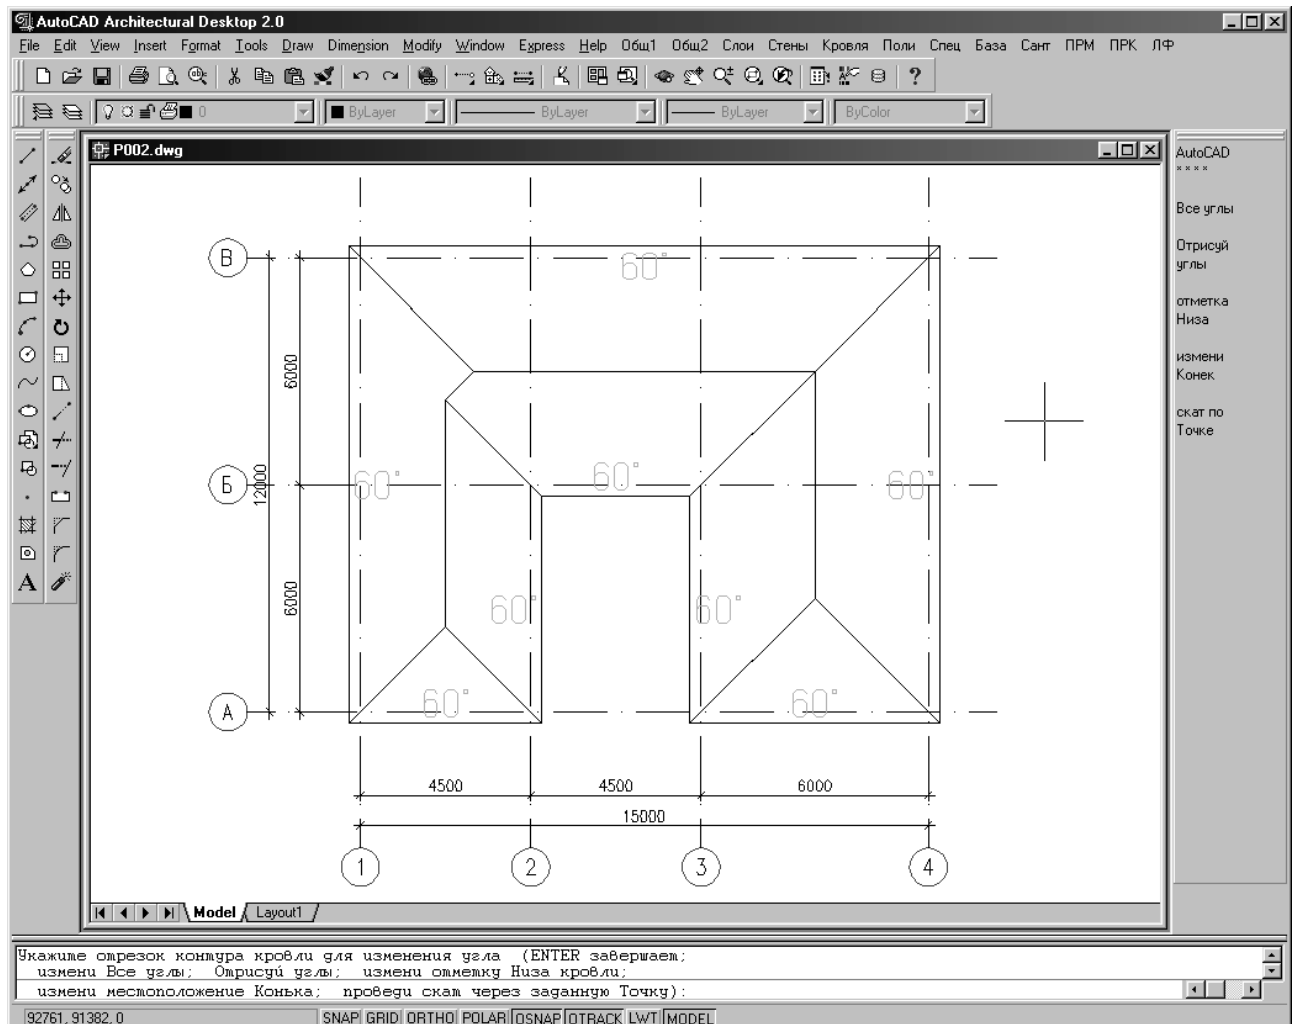 AutoCAD Architectural Desktop 2.0
File Edit View Insert Format Tools Draw Dimension Modify Window Express Help Общ1 Общ2 Слои Стены Кровля Поли Спец База Сант ПРМ ПРК ЛФ
0 ByLayer ByLayer ByLayer ByColor
P002.dwg
AutoCAD
* * * *
Все углы
Отрисуй
углы
отметка
Низа
измени
Конек
скат по
Точке
В
60°
6000
12000
Б
60°
60°
60°
6000
60°
60°
60°
60°
А
4500 4500 6000
15000
1 2 3 4
Model Layout1
Укажите отрезок контура кровли для изменения угла (ENTER завершает;
измени Все углы; Отрисуй углы; измени отметку Низа кровли;
измени местоположение Конька; проведи скат через заданную Точку):
92761, 91382, 0 SNAP GRID ORTHO POLAR OSNAP OTRACK LWT MODEL